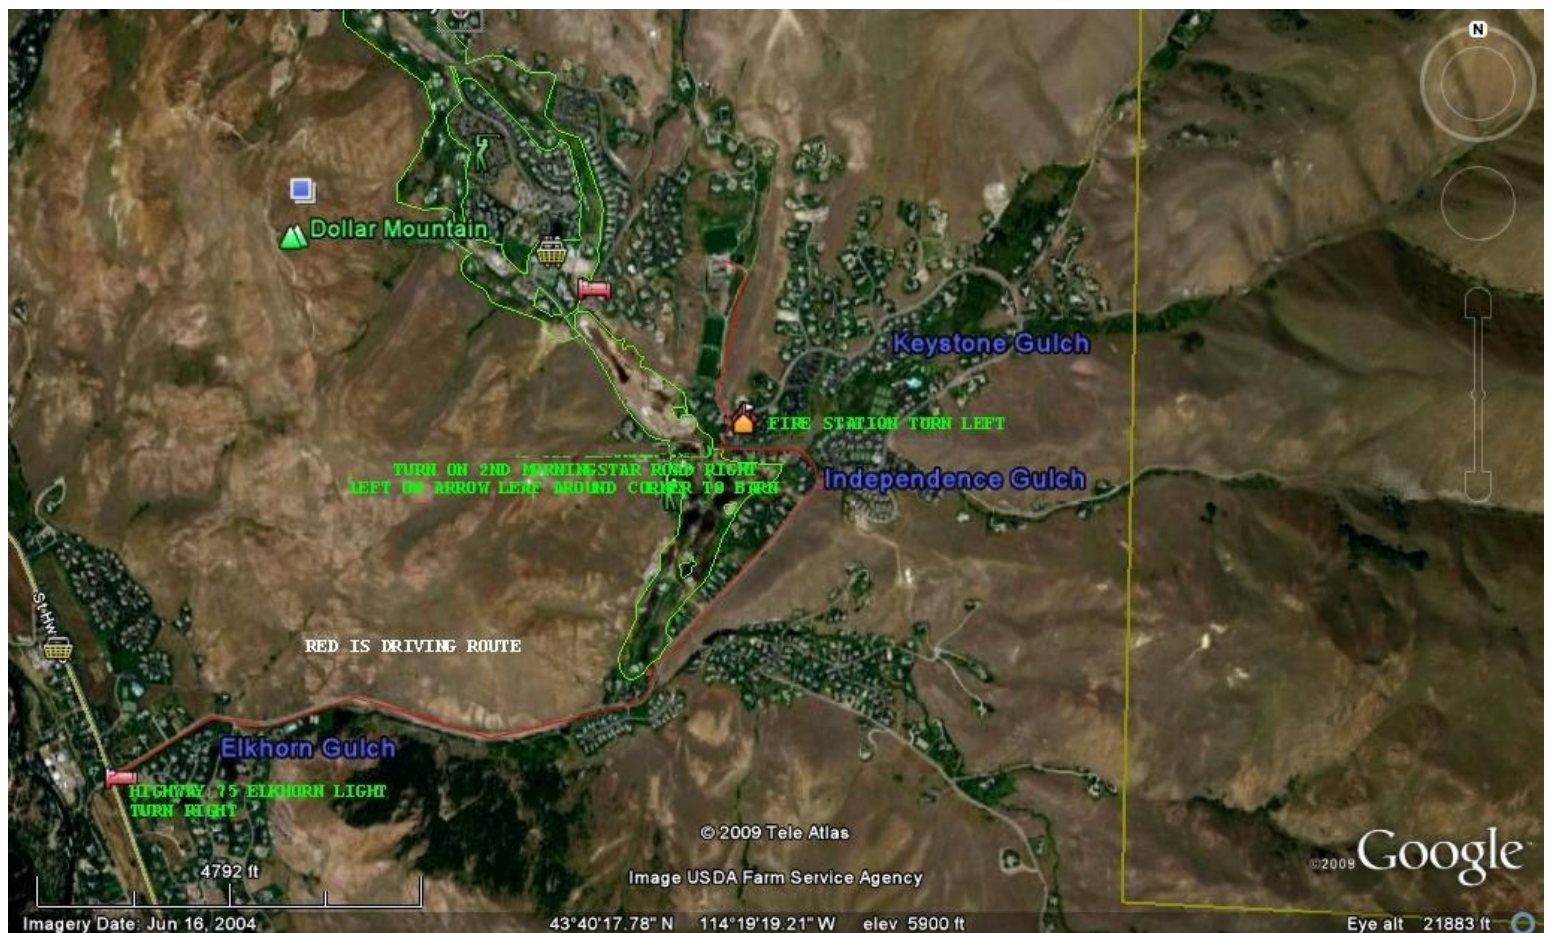 N
Dollar Mountain
Keystone Gulch
FIRE STATION TURN LEFT
TURN ON 2ND MORNINGSTAR ROAD RIGHT
LEFT ON ARROW LEAF AROUND CORNER TO BARN
Independence Gulch
St Hw
RED IS DRIVING ROUTE
Elkhorn Gulch
HIGHWAY 75 ELKHORN LIGHT
TURN RIGHT
© 2009 Tele Atlas
©2009 Google
4792 ft
Image USDA Farm Service Agency
Imagery Date: Jun 16, 2004
43°40'17.78" N 114°19'19.21" W elev 5900 ft
Eye alt 21883 ft